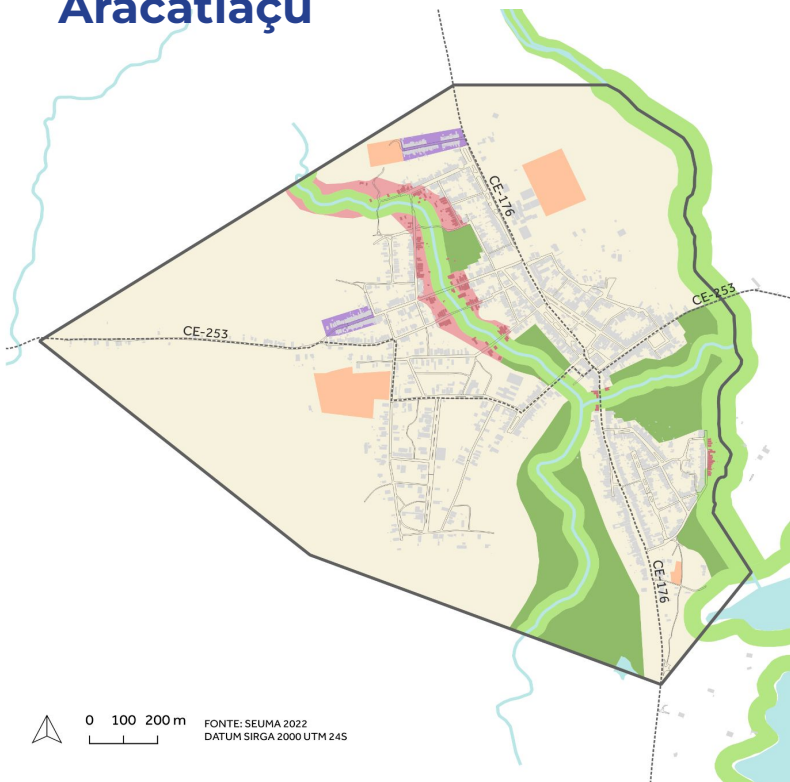 Aracatiaçu
CE-176
CE-253
CE-253
CE-176
0 100 200 m
FONTE: SEUMA 2022
DATUM SIRGA 2000 UTM 24S